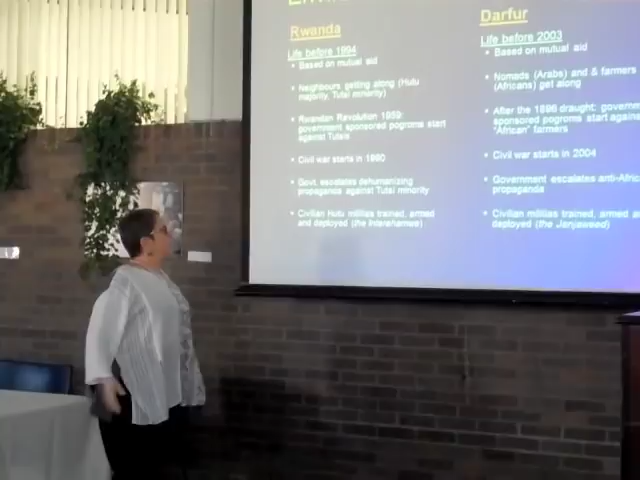 Rwanda
Life before 1994
• Based on mutual aid
• Neighbours getting along (Hutu
majority, Tutsi minority)
• Rwandan Revolution 1959:
government sponsored pogroms start
against Tutsis
• Civil war starts in 1990
• Govt. escalates dehumanizing
propaganda against Tutsi minority
• Civilian Hutu militias trained, armed
and deployed (the Interahamwe)
Darfur
Life before 2003
• Based on mutual aid
• Nomads (Arabs) and & farmers
(Africans) get along
• After the 1896 draught: governm
sponsored pogroms start agains
"African" farmers
• Civil war starts in 2004
• Government escalates anti-Afric
propaganda
• Civilian militias trained, armed a
deployed (the Janjaweed)